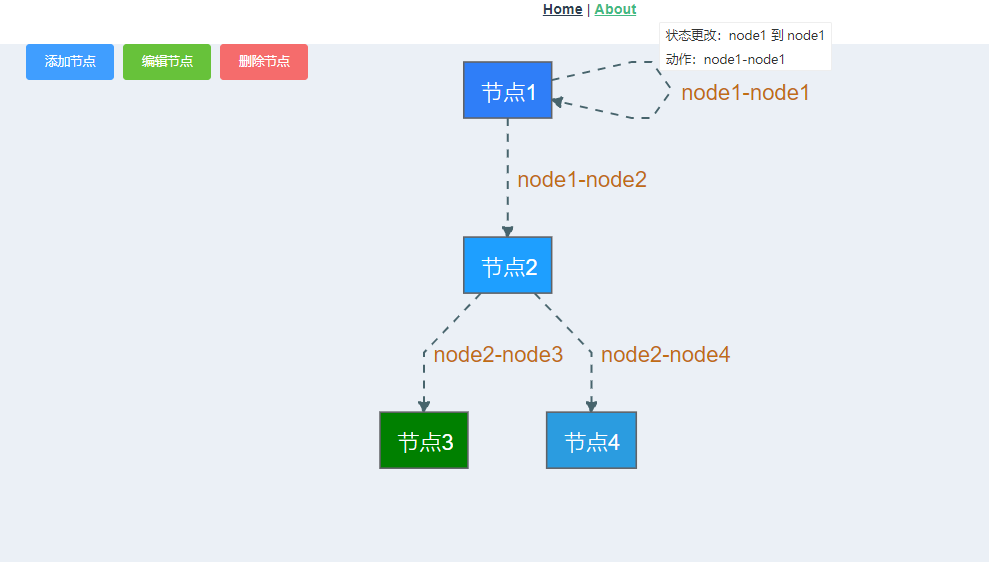 Home | About
状态更改：node1 到 node1
动作：node1-node1
添加节点
编辑节点
删除节点
节点1
node1-node1
node1-node2
节点2
node2-node3
node2-node4
节点3
节点4